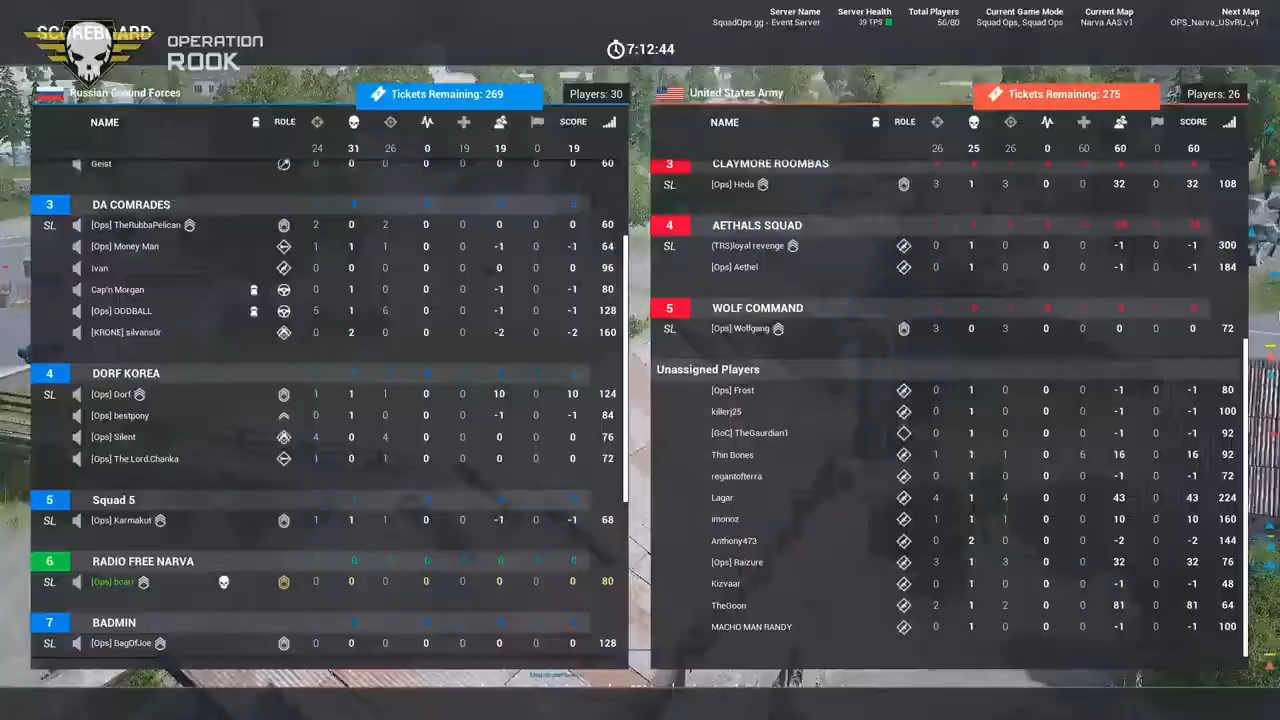 SCOREBOARD
OPERATION
ROOK
7:12:44
Server Name
SquadOps.gg - Event Server
Server Health
39 TPS
Total Players
56/80
Current Game Mode
Squad Ops, Squad Ops
Current Map
Narva AAS v1
Next Map
OPS_Narva_USvRU_v1
Russian Ground Forces
Tickets Remaining: 269
Players: 30
NAME ROLE SCORE
24 31 26 0 19 19 0 19
Geist 0 0 0 0 0 0 0 0 60
3 DA COMRADES
SL [Ops] TheRubbaPelican 2 0 2 0 0 0 0 0 60
[Ops] Money Man 1 1 1 0 0 -1 0 -1 64
Ivan 0 0 0 0 0 0 0 0 96
Cap'n Morgan 0 1 0 0 0 -1 0 -1 80
[Ops] ODDBALL 5 1 6 0 0 -1 0 -1 128
[KRONE] silvans0r 0 2 0 0 0 -2 0 -2 160
4 DORF KOREA
SL [Ops] Dorf 1 1 1 0 0 10 0 10 124
[Ops] bestpony 0 1 0 0 0 -1 0 -1 84
[Ops] Silent 4 0 4 0 0 0 0 0 76
[Ops] The.Lord.Chanka 1 0 1 0 0 0 0 0 72
5 Squad 5
SL [Ops] Karmakut 1 1 1 0 0 -1 0 -1 68
6 RADIO FREE NARVA
SL [Ops] bcarr 0 0 0 0 0 0 0 0 80
7 BADMIN
SL [Ops] BagOfJoe 0 0 0 0 0 0 0 0 128
United States Army
Tickets Remaining: 275
Players: 26
NAME ROLE SCORE
26 25 26 0 60 60 0 60
3 CLAYMORE ROOMBAS
SL [Ops] Heda 3 1 3 0 0 32 0 32 108
4 AETHALS SQUAD
SL (TRS)loyal revenge 0 1 0 0 0 -1 0 -1 300
[Ops] Aethel 0 1 0 0 0 -1 0 -1 184
5 WOLF COMMAND
SL [Ops] Wolfgang 3 0 3 0 0 0 0 0 72
Unassigned Players
[Ops] Frost 0 1 0 0 0 -1 0 -1 80
killerj25 0 1 0 0 0 -1 0 -1 100
[GoC] TheGaurdian1 0 1 0 0 0 -1 0 -1 92
Thin Bones 1 1 1 0 6 16 0 16 92
regantofterra 0 1 0 0 0 -1 0 -1 72
Lagar 4 1 4 0 0 43 0 43 224
imonoz 1 1 1 0 0 10 0 10 160
Anthony473 0 2 0 0 0 -2 0 -2 144
[Ops] Raizure 3 1 3 0 0 32 0 32 76
Kizvaar 0 1 0 0 0 -1 0 -1 48
TheGoon 2 1 2 0 0 81 0 81 64
MACHO MAN RANDY 0 1 0 0 0 -1 0 -1 100